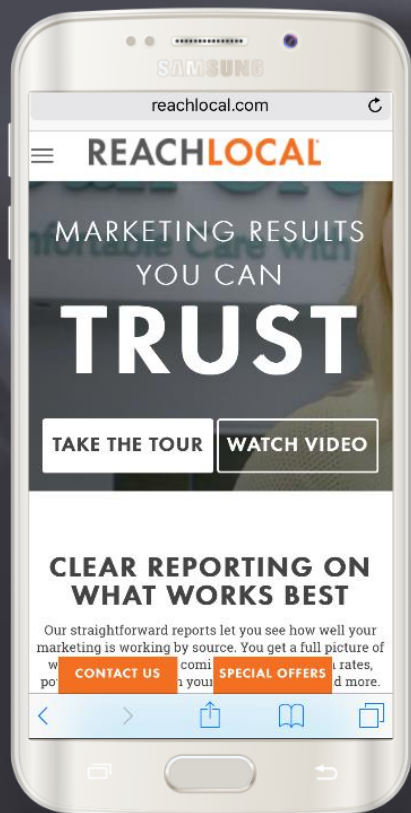 SAMSUNG
reachlocal.com
REACHLOCAL
MARKETING RESULTS
YOU CAN
TRUST
TAKE THE TOUR
WATCH VIDEO
CLEAR REPORTING ON
WHAT WORKS BEST
Our straightforward reports let you see how well your
marketing is working by source. You get a full picture of
rates,
d more.
CONTACT US
SPECIAL OFFERS